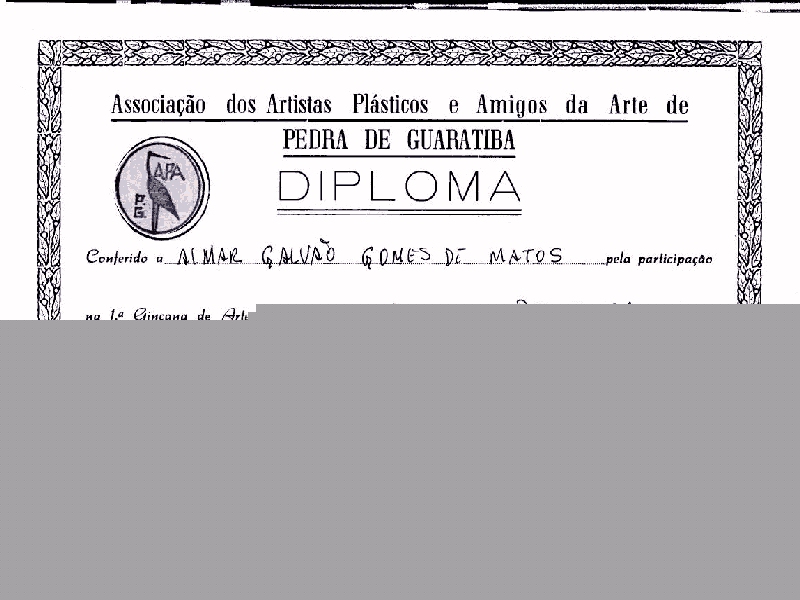 Associação dos Artistas Plásticos e Amigos da Arte de
PEDRA DE GUARATIBA
APA
P.
G.
DIPLOMA
Conferido a ALMAR GALVÃO GOMES DE MATOS pela participação
na 1.a Gincana de Arte